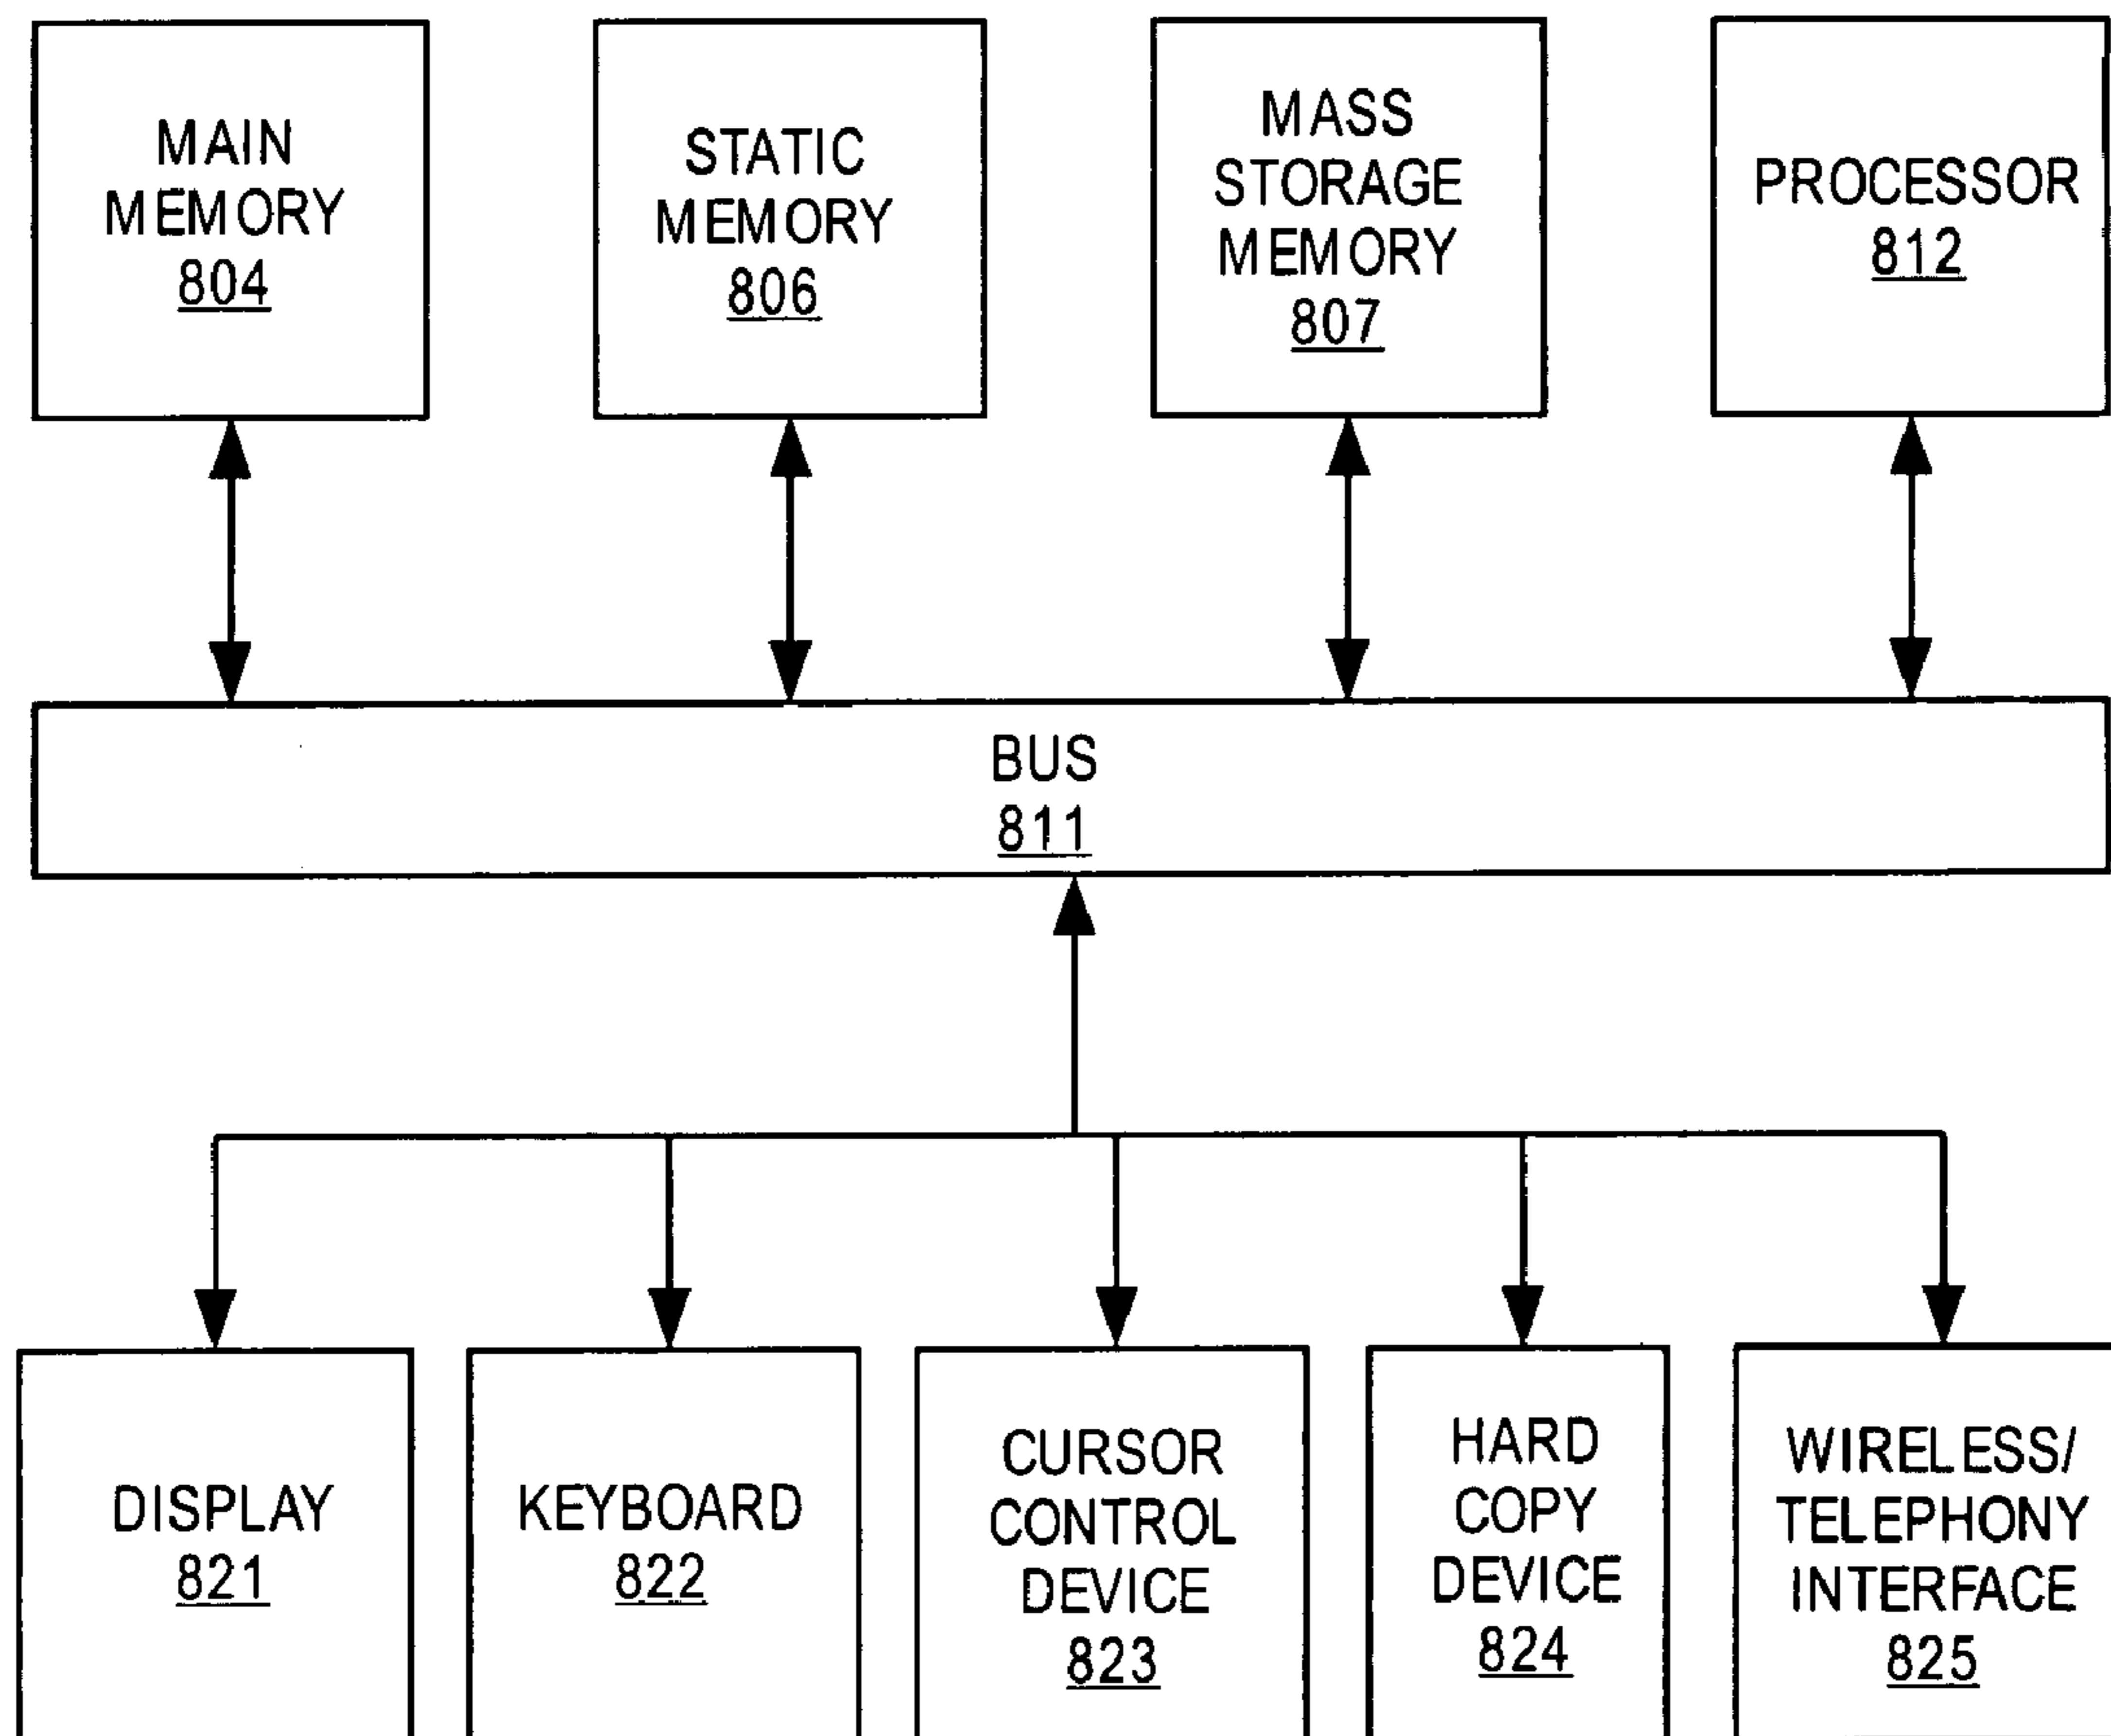 MAIN
MEMORY
804
STATIC
MEMORY
806
MASS
STORAGE
MEMORY
807
PROCESSOR
812
BUS
811
DISPLAY
821
KEYBOARD
822
CURSOR
CONTROL
DEVICE
823
HARD
COPY
DEVICE
824
WIRELESS/
TELEPHONY
INTERFACE
825